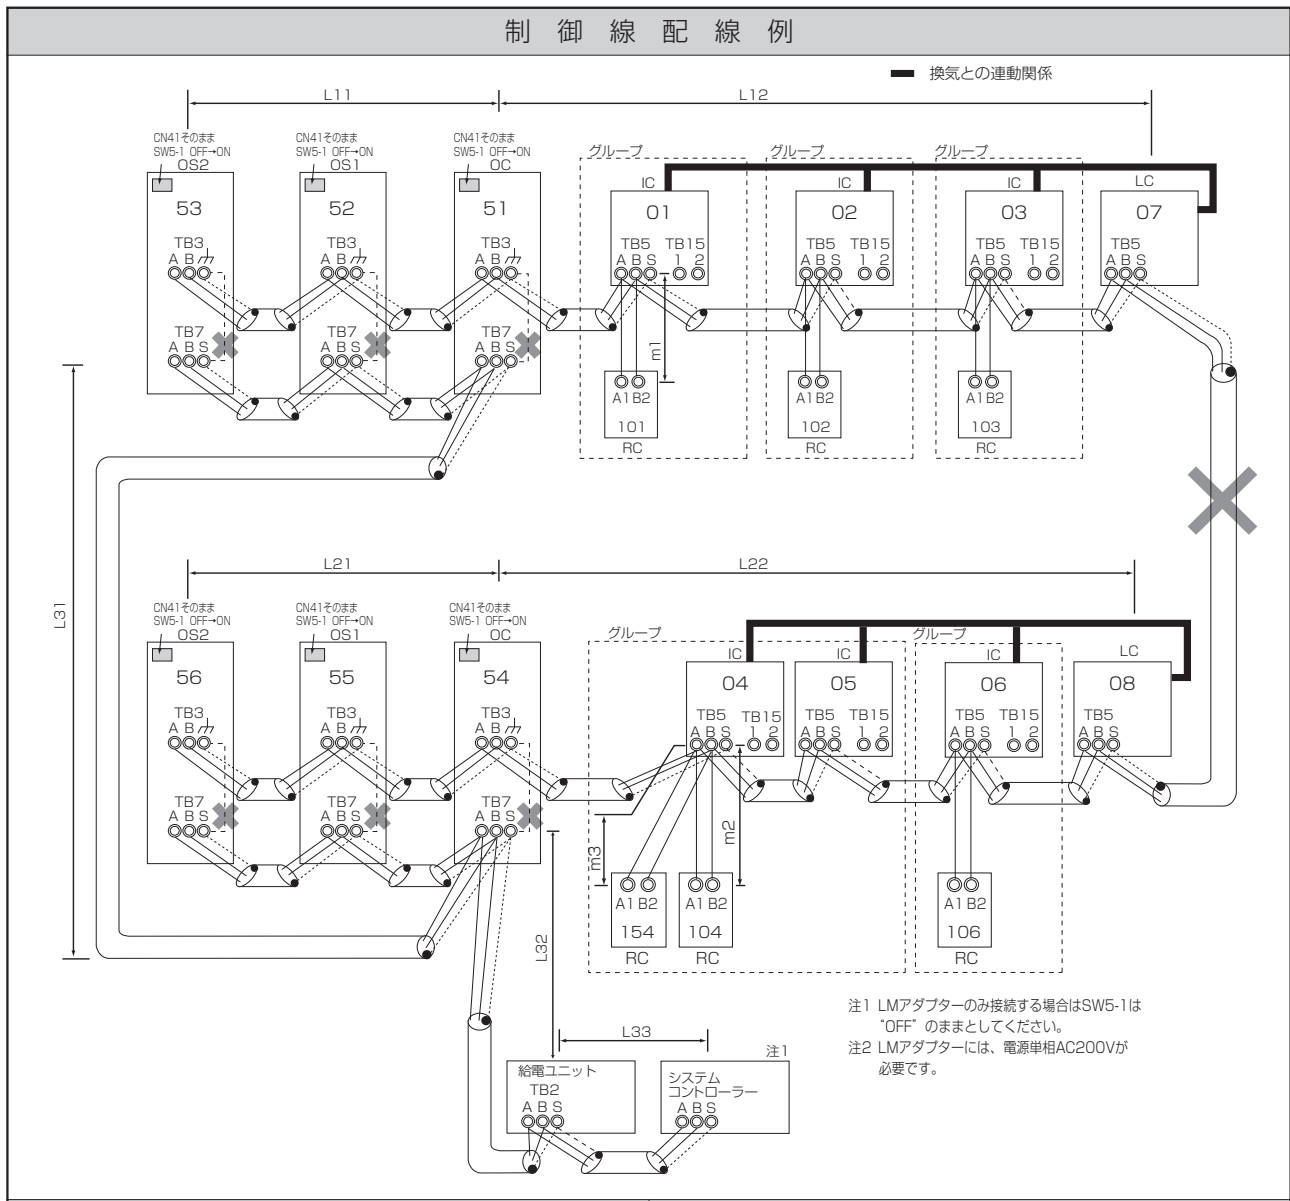 制御線配線例
換気との連動関係
L11
L12
CN41そのまま
SW5-1 OFF→ON
OS2
CN41そのまま
SW5-1 OFF→ON
OS1
CN41そのまま
SW5-1 OFF→ON
OC
グループ
グループ
グループ
IC
IC
IC
LC
53
52
51
01
02
03
07
TB3
A B
TB3
A B
TB3
A B
TB5
A B S
TB15
1 2
TB5
A B S
TB15
1 2
TB5
A B S
TB15
1 2
TB5
A B S
TB7
A B S
TB7
A B S
TB7
A B S
m1
A1 B2
101
RC
A1 B2
102
RC
A1 B2
103
RC
L31
L21
L22
CN41そのまま
SW5-1 OFF→ON
OS2
CN41そのまま
SW5-1 OFF→ON
OS1
CN41そのまま
SW5-1 OFF→ON
OC
グループ
グループ
IC
IC
IC
LC
56
55
54
04
05
06
08
TB3
A B
TB3
A B
TB3
A B
TB5
A B S
TB15
1 2
TB5
A B S
TB15
1 2
TB5
A B S
TB15
1 2
TB5
A B S
TB7
A B S
TB7
A B S
TB7
A B S
m3
m2
A1 B2
154
RC
A1 B2
104
RC
A1 B2
106
RC
L32
L33
注1 LMアダプターのみ接続する場合はSW5-1は
“OFF”のままとしてください。
注2 LMアダプターには、電源単相AC200Vが
必要です。
注1
給電ユニット
TB2
A B S
システム
コントローラー
A B S